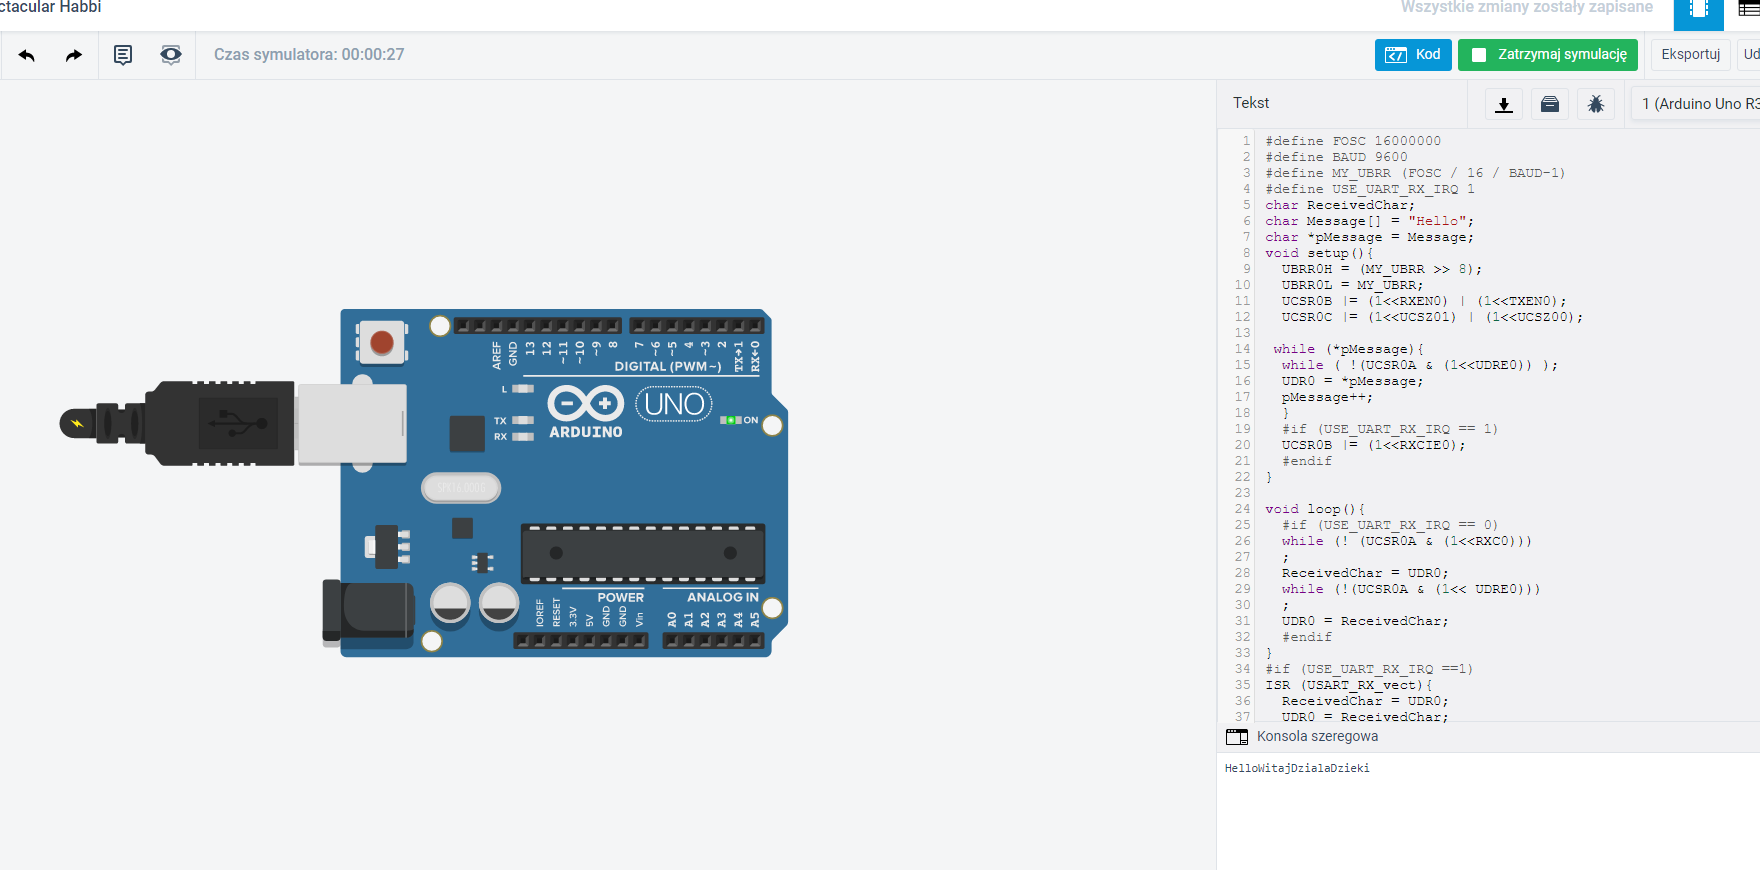 ctacular Habbi
Wszystkie zmiany zostały zapisane
Czas symulatora: 00:00:27
Kod
Zatrzymaj symulację
Eksportuj
Ud
Tekst
1 (Arduino Uno R3
1 #define FOSC 16000000
2 #define BAUD 9600
3 #define MY_UBRR (FOSC / 16 / BAUD-1)
4 #define USE_UART_RX_IRQ 1
5 char ReceivedChar;
6 char Message[] = "Hello";
7 char *pMessage = Message;
8 void setup(){
9 UBRR0H = (MY_UBRR >> 8);
10 UBRR0L = MY_UBRR;
11 UCSR0B |= (1<<RXEN0) | (1<<TXEN0);
12 UCSR0C |= (1<<UCSZ01) | (1<<UCSZ00);
13
14 while (*pMessage){
15 while ( !(UCSR0A & (1<<UDRE0)) );
16 UDR0 = *pMessage;
17 pMessage++;
18 }
19 #if (USE_UART_RX_IRQ == 1)
20 UCSR0B |= (1<<RXCIE0);
21 #endif
22 }
23
24 void loop(){
25 #if (USE_UART_RX_IRQ == 0)
26 while (! (UCSR0A & (1<<RXC0)))
27 ;
28 ReceivedChar = UDR0;
29 while (!(UCSR0A & (1<< UDRE0)))
30 ;
31 UDR0 = ReceivedChar;
32 #endif
33 }
34 #if (USE_UART_RX_IRQ ==1)
35 ISR (USART_RX_vect){
36 ReceivedChar = UDR0;
37 UDR0 = ReceivedChar;
Konsola szeregowa
HelloWitajDzialaDzieki
AREF
GND
13
12
~11
~10
~9
8
7
~6
~5
4
~3
2
TX→1
RX←0
DIGITAL (PWM~)
L
TX
RX
UNO
ARDUINO
ON
POWER
ANALOG IN
IOREF
RESET
3.3V
5V
GND
GND
Vin
A0
A1
A2
A3
A4
A5